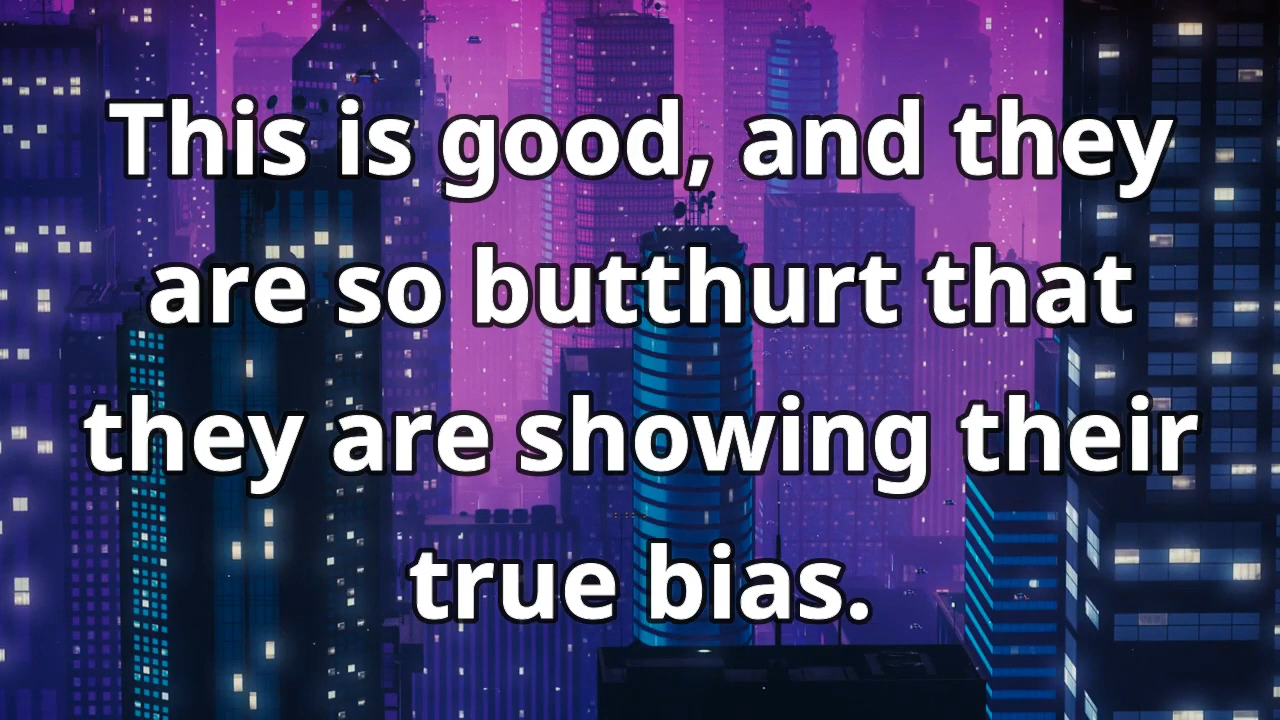 This is good, and they
are so butthurt that
they are showing their
true bias.